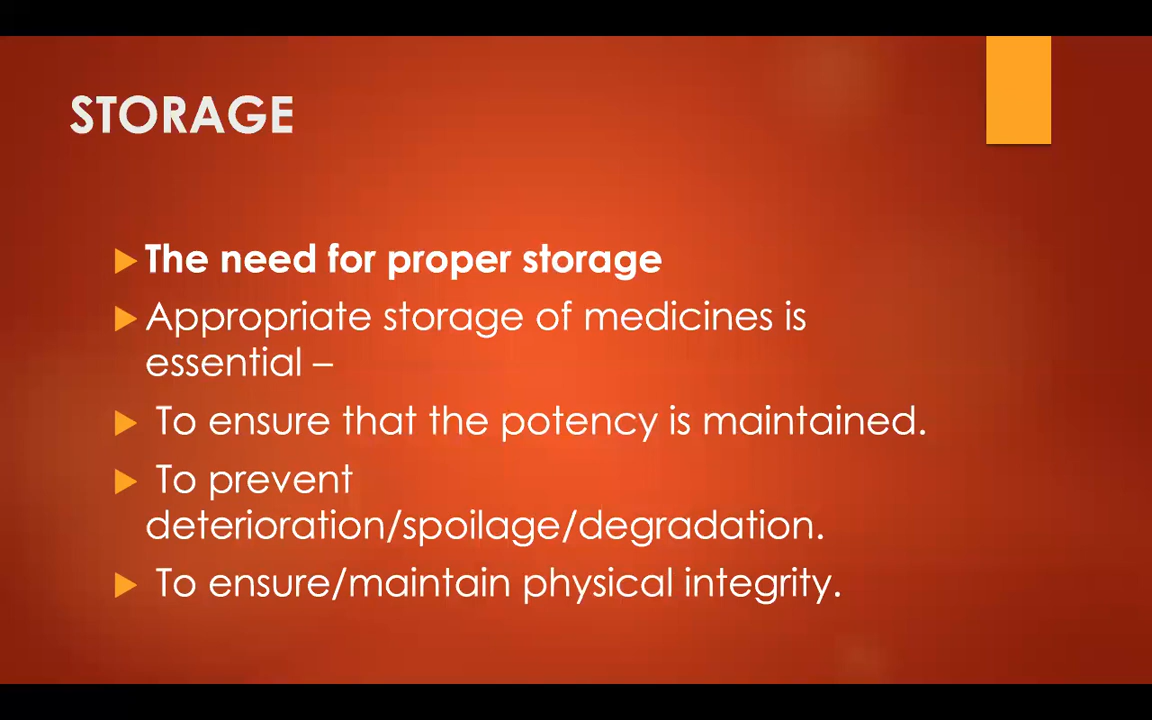 STORAGE
The need for proper storage
Appropriate storage of medicines is
essential –
To ensure that the potency is maintained.
To prevent
deterioration/spoilage/degradation.
To ensure/maintain physical integrity.